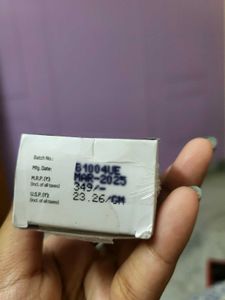 Batch No.: B1004UE
Mfg. Date: MAR-2025
M.R.P.(₹): 349/-
(Incl. of all taxes)
U.S.P.(₹): 23.26/GM
(Incl. of all taxes)